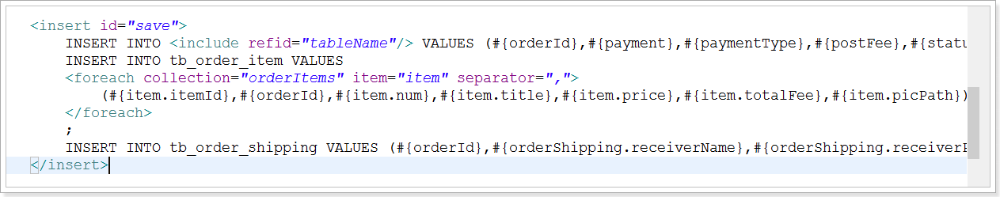 <insert id="save">
INSERT INTO <include refid="tableName"/> VALUES (#{orderId},#{payment},#{paymentType},#{postFee},#{statu
INSERT INTO tb_order_item VALUES
<foreach collection="orderItems" item="item" separator=",">
(#{item.itemId},#{orderId},#{item.num},#{item.title},#{item.price},#{item.totalFee},#{item.picPath})
</foreach>
;
INSERT INTO tb_order_shipping VALUES (#{orderId},#{orderShipping.receiverName},#{orderShipping.receiver
</insert>